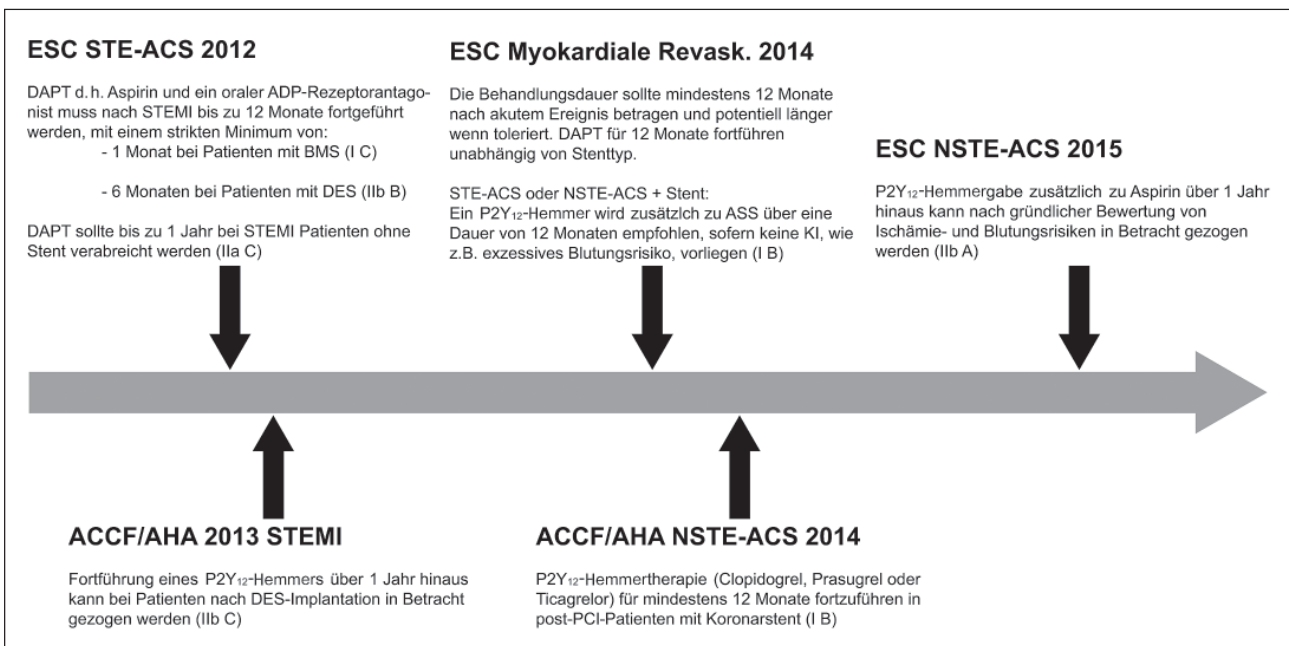 ESC STE-ACS 2012
DAPT d. h. Aspirin und ein oraler ADP-Rezeptorantago-
nist muss nach STEMI bis zu 12 Monate fortgeführt
werden, mit einem strikten Minimum von:
- 1 Monat bei Patienten mit BMS (I C)
- 6 Monaten bei Patienten mit DES (IIb B)
DAPT sollte bis zu 1 Jahr bei STEMI Patienten ohne
Stent verabreicht werden (IIa C)
ESC Myokardiale Revask. 2014
Die Behandlungsdauer sollte mindestens 12 Monate
nach akutem Ereignis betragen und potentiell länger
wenn toleriert. DAPT für 12 Monate fortführen
unabhängig von Stenttyp.
STE-ACS oder NSTE-ACS + Stent:
Ein P2Y₁₂-Hemmer wird zusätzlch zu ASS über eine
Dauer von 12 Monaten empfohlen, sofern keine KI, wie
z.B. exzessives Blutungsrisiko, vorliegen (I B)
ESC NSTE-ACS 2015
P2Y₁₂-Hemmergabe zusätzlich zu Aspirin über 1 Jahr
hinaus kann nach gründlicher Bewertung von
Ischämie- und Blutungsrisiken in Betracht gezogen
werden (IIb A)
ACCF/AHA 2013 STEMI
Fortführung eines P2Y₁₂-Hemmers über 1 Jahr hinaus
kann bei Patienten nach DES-Implantation in Betracht
gezogen werden (IIb C)
ACCF/AHA NSTE-ACS 2014
P2Y₁₂-Hemmertherapie (Clopidogrel, Prasugrel oder
Ticagrelor) für mindestens 12 Monate fortzuführen in
post-PCI-Patienten mit Koronarstent (I B)